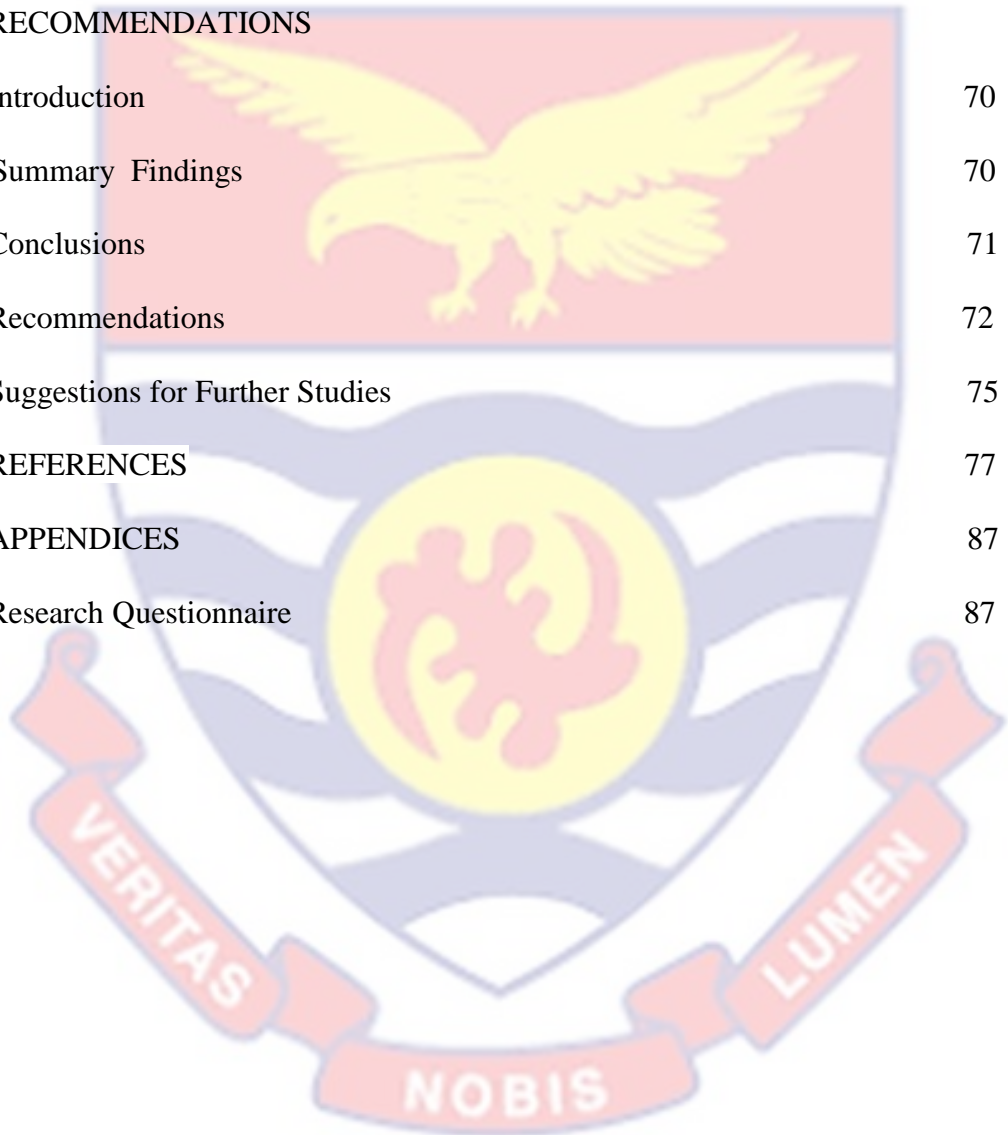 RECOMMENDATIONS
Introduction 70
Summary Findings 70
Conclusions 71
Recommendations 72
Suggestions for Further Studies 75
REFERENCES 77
APPENDICES 87
Research Questionnaire 87
VERITAS NOBIS LUMEN